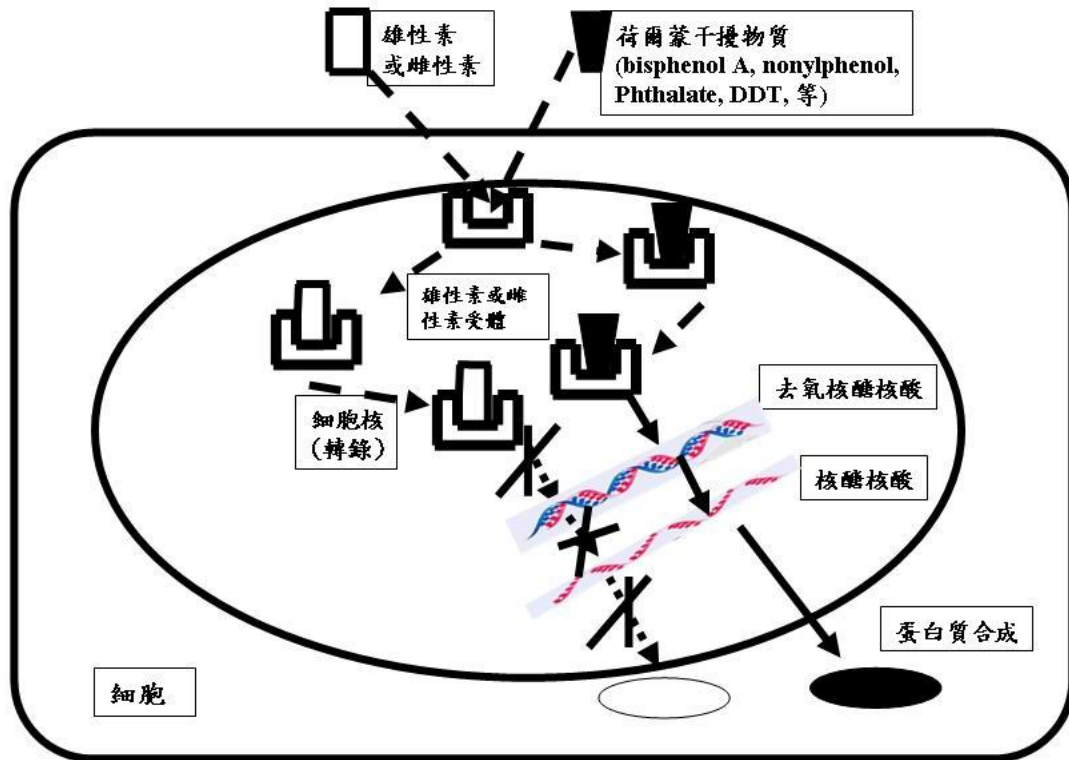 雄性素
或雌性素
荷爾蒙干擾物質
(bisphenol A, nonylphenol,
Phthalate, DDT, 等)
雄性素或雌
性素受體
細胞核
(轉錄)
去氧核醣核酸
核醣核酸
蛋白質合成
細胞